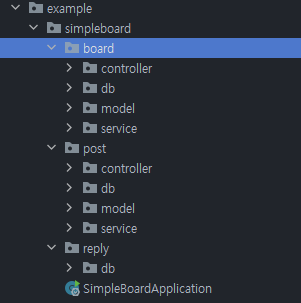 example
simpleboard
board
controller
db
model
service
post
controller
db
model
service
reply
db
SimpleBoardApplication